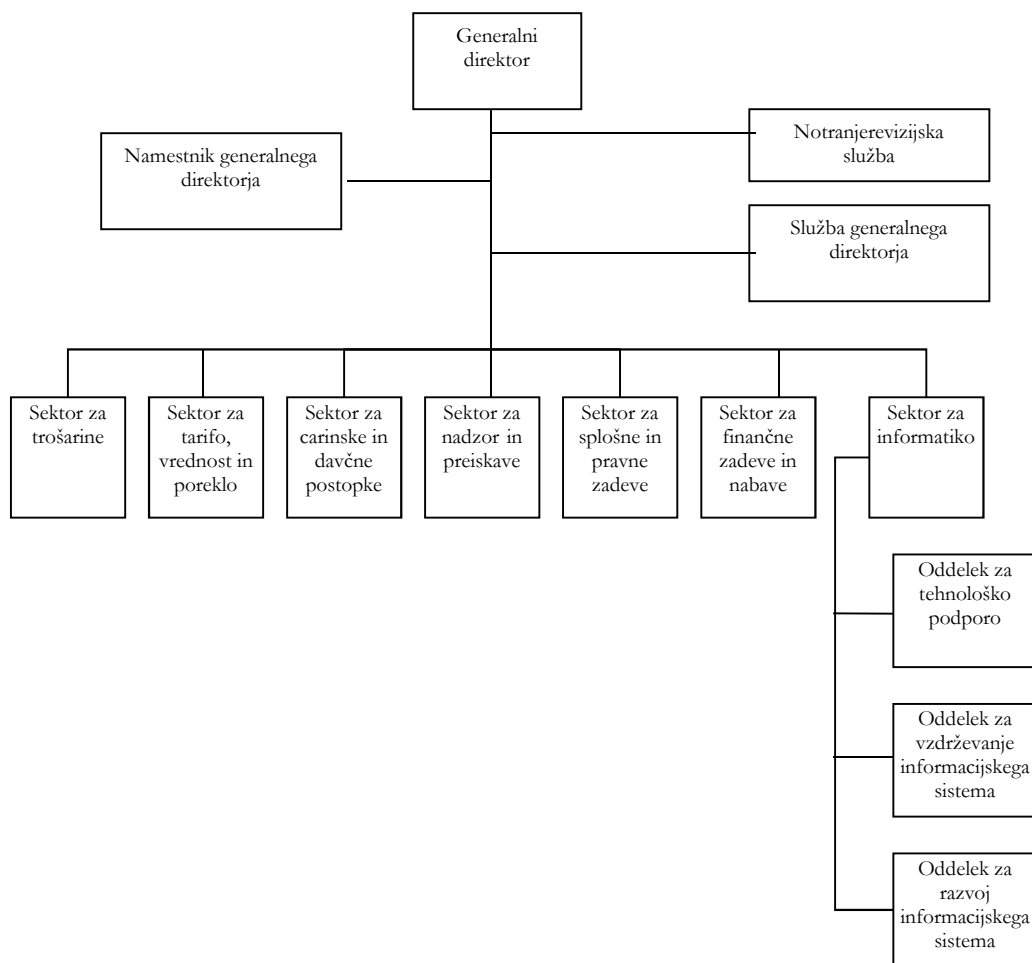 Generalni
direktor
Notranjerevizijska
služba
Namestnik generalnega
direktorja
Služba generalnega
direktorja
Sektor za
trošarine
Sektor za
tarifo,
vrednost in
poreklo
Sektor za
carinske in
davčne
postopke
Sektor za
nadzor in
preiskave
Sektor za
splošne in
pravne
zadeve
Sektor za
finančne
zadeve in
nabave
Sektor za
informatiko
Oddelek za
tehnološko
podporo
Oddelek za
vzdrževanje
informacijskega
sistema
Oddelek za
razvoj
informacijskega
sistema